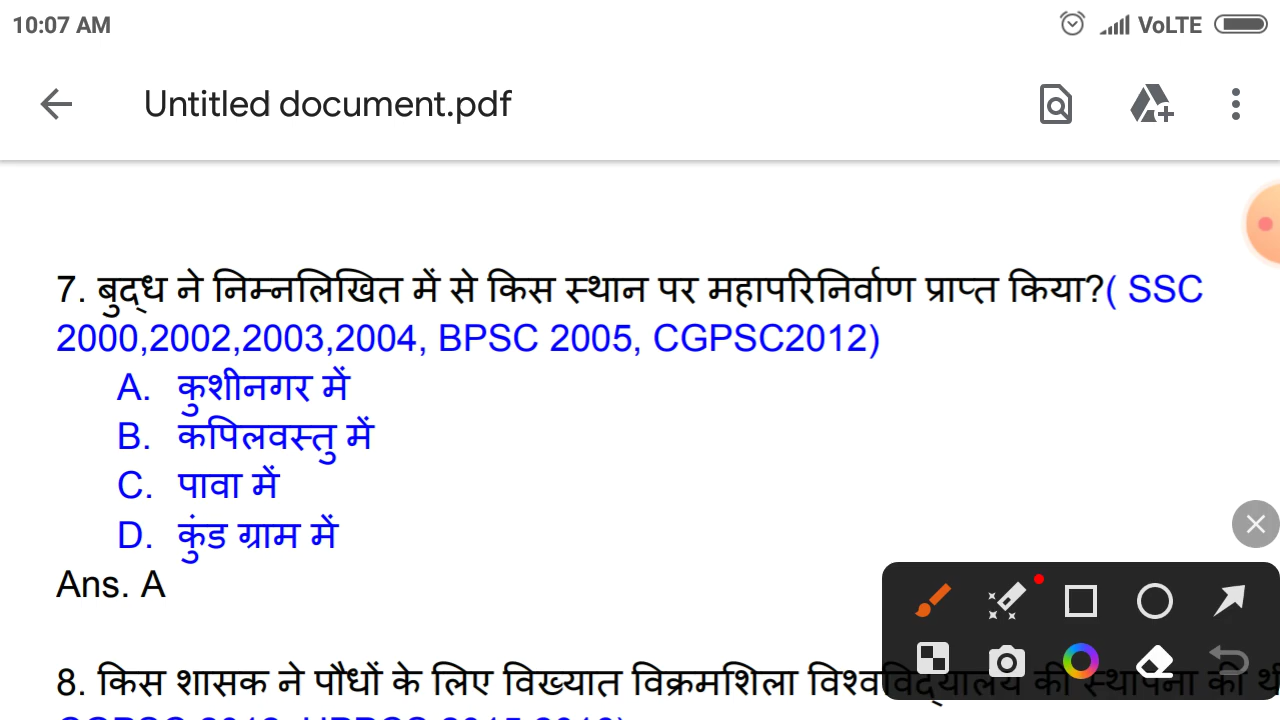 10:07 AM VoLTE
Untitled document.pdf
7. बुद्ध ने निम्नलिखित में से किस स्थान पर महापरिनिर्वाण प्राप्त किया?( SSC
2000,2002,2003,2004, BPSC 2005, CGPSC2012)
A. कुशीनगर में
B. कपिलवस्तु में
C. पावा में
D. कुंड ग्राम में
Ans. A
8. किस शासक ने पौधों के लिए विख्यात विक्रमशिला विश्वविद्यालय की स्थापना की